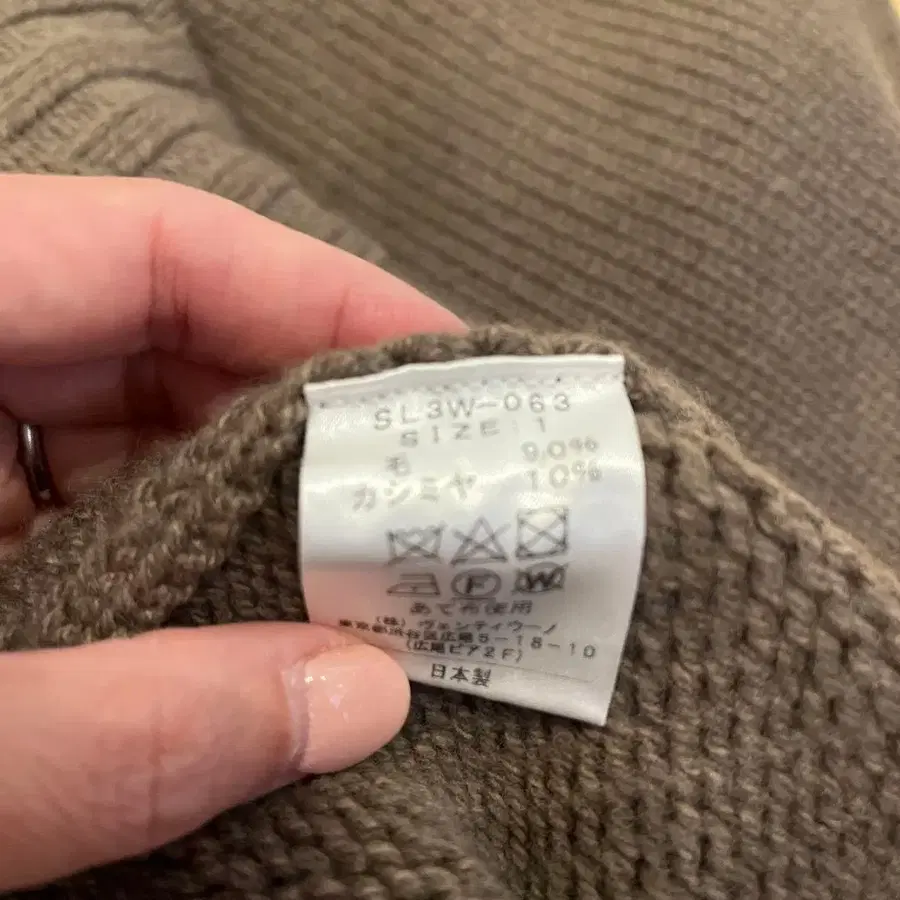 SL3W-063
SIZE:1
毛 90%
カシミヤ 10%
F
W
あて布使用
(株) ヴェンティウーノ
東京都渋谷区広尾5-18-10
(広尾ピア2F)
日本製